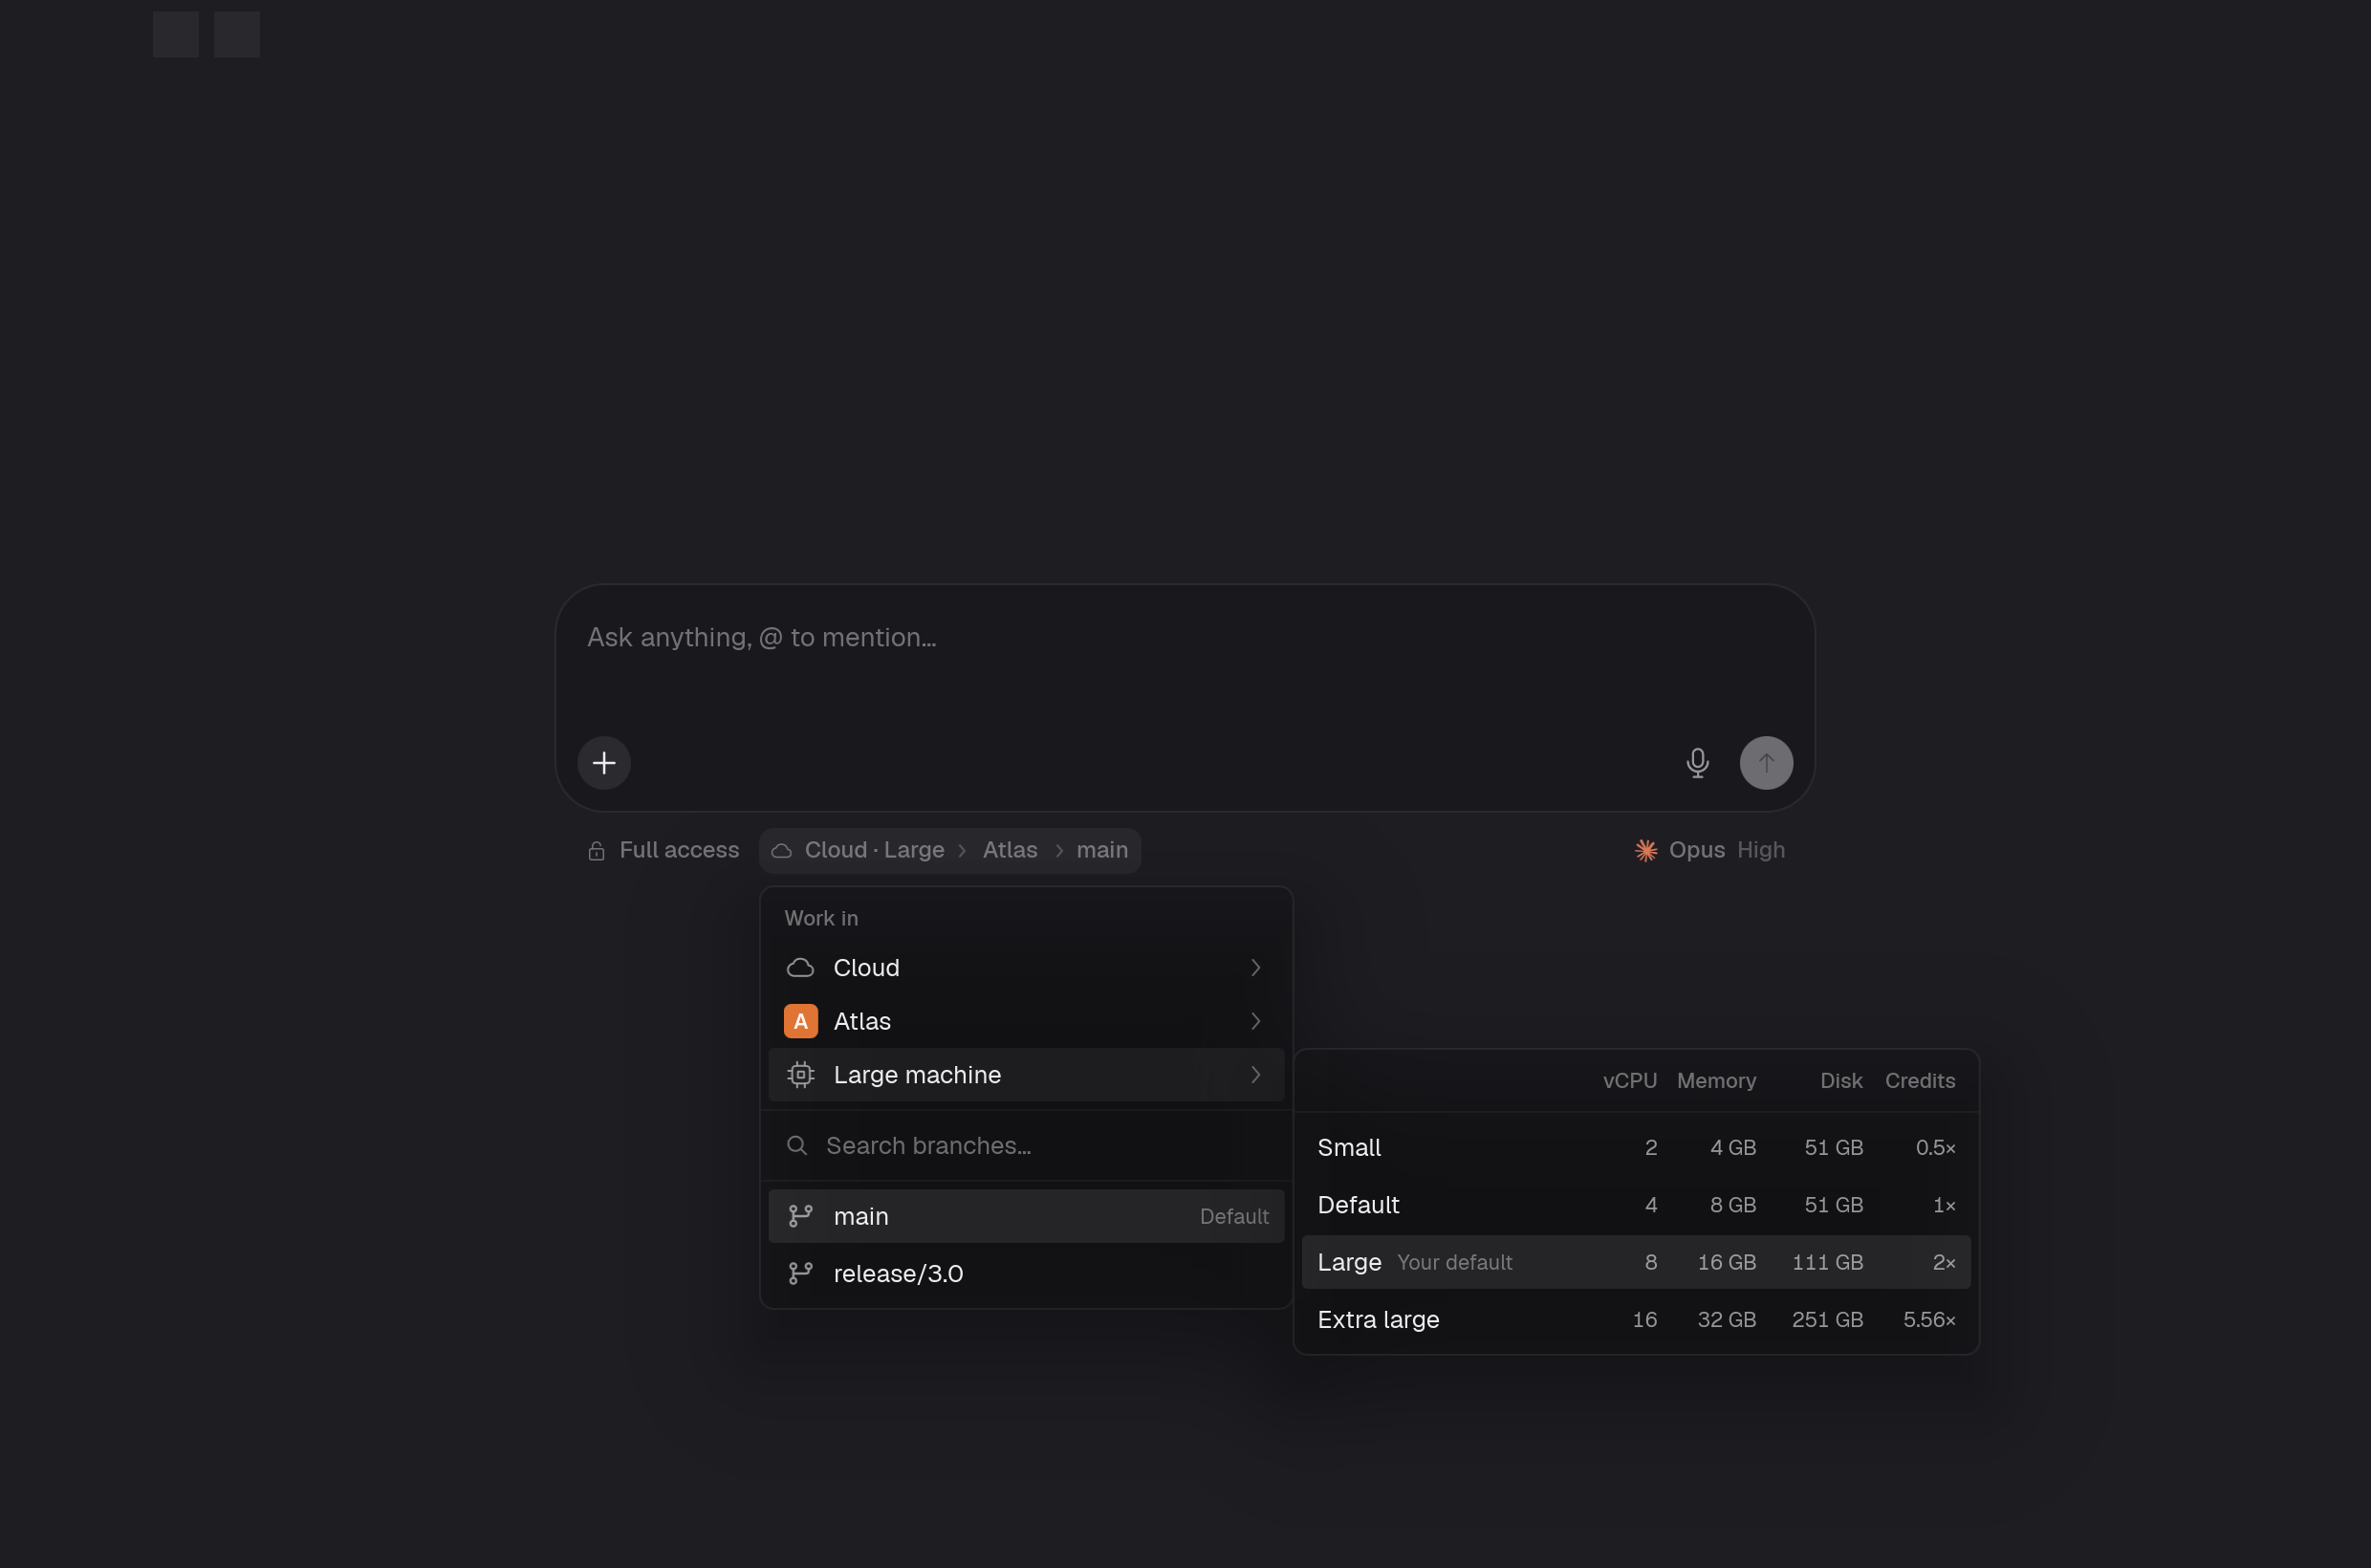 Ask anything, @ to mention...
Full access Cloud · Large > Atlas > main Opus High
Work in
Cloud
A Atlas
Large machine
Search branches...
main Default
release/3.0
vCPU Memory Disk Credits
Small 2 4 GB 51 GB 0.5×
Default 4 8 GB 51 GB 1×
Large Your default 8 16 GB 111 GB 2×
Extra large 16 32 GB 251 GB 5.56×